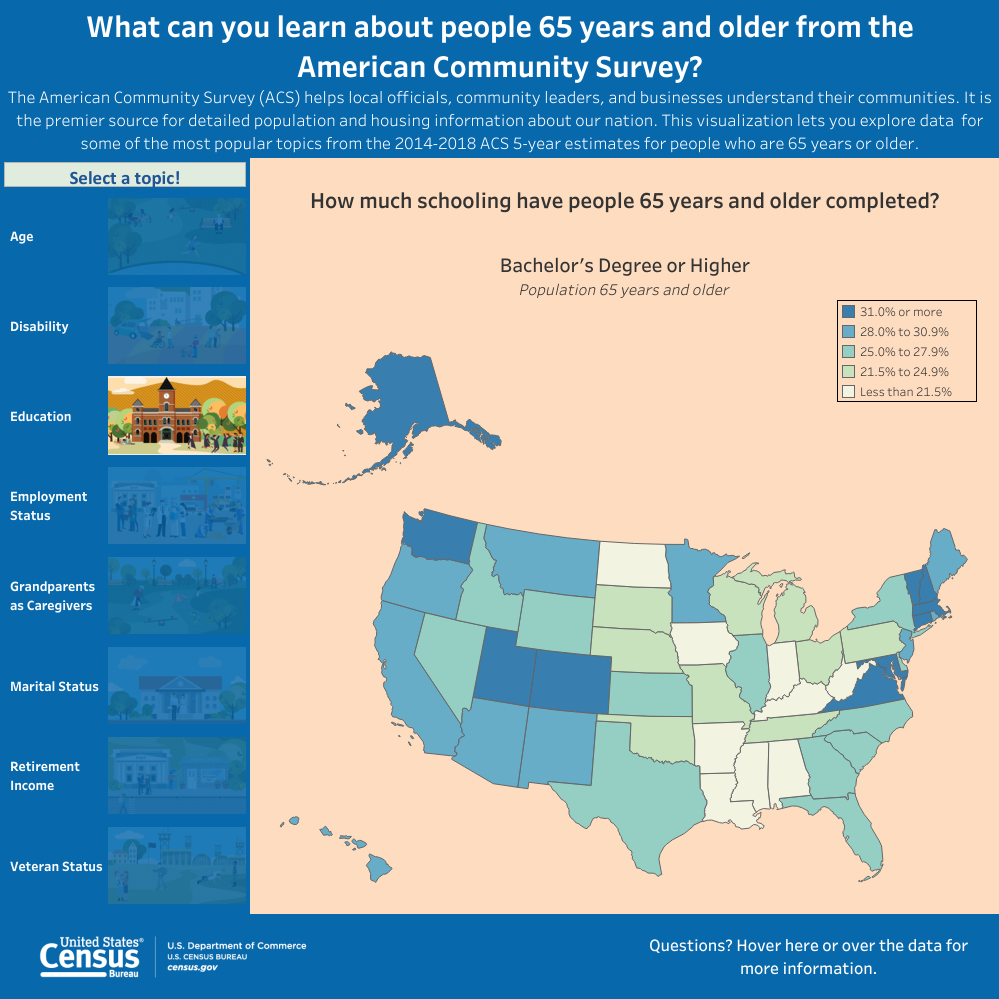 What can you learn about people 65 years and older from the
American Community Survey?
The American Community Survey (ACS) helps local officials, community leaders, and businesses understand their communities. It is
the premier source for detailed population and housing information about our nation. This visualization lets you explore data for
some of the most popular topics from the 2014-2018 ACS 5-year estimates for people who are 65 years or older.
Select a topic!
Age
Disability
Education
Employment
Status
Grandparents
as Caregivers
Marital Status
Retirement
Income
Veteran Status
How much schooling have people 65 years and older completed?
Bachelor's Degree or Higher
Population 65 years and older
31.0% or more
28.0% to 30.9%
25.0% to 27.9%
21.5% to 24.9%
Less than 21.5%
United States®
Census
Bureau
U.S. Department of Commerce
U.S. CENSUS BUREAU
census.gov
Questions? Hover here or over the data for
more information.